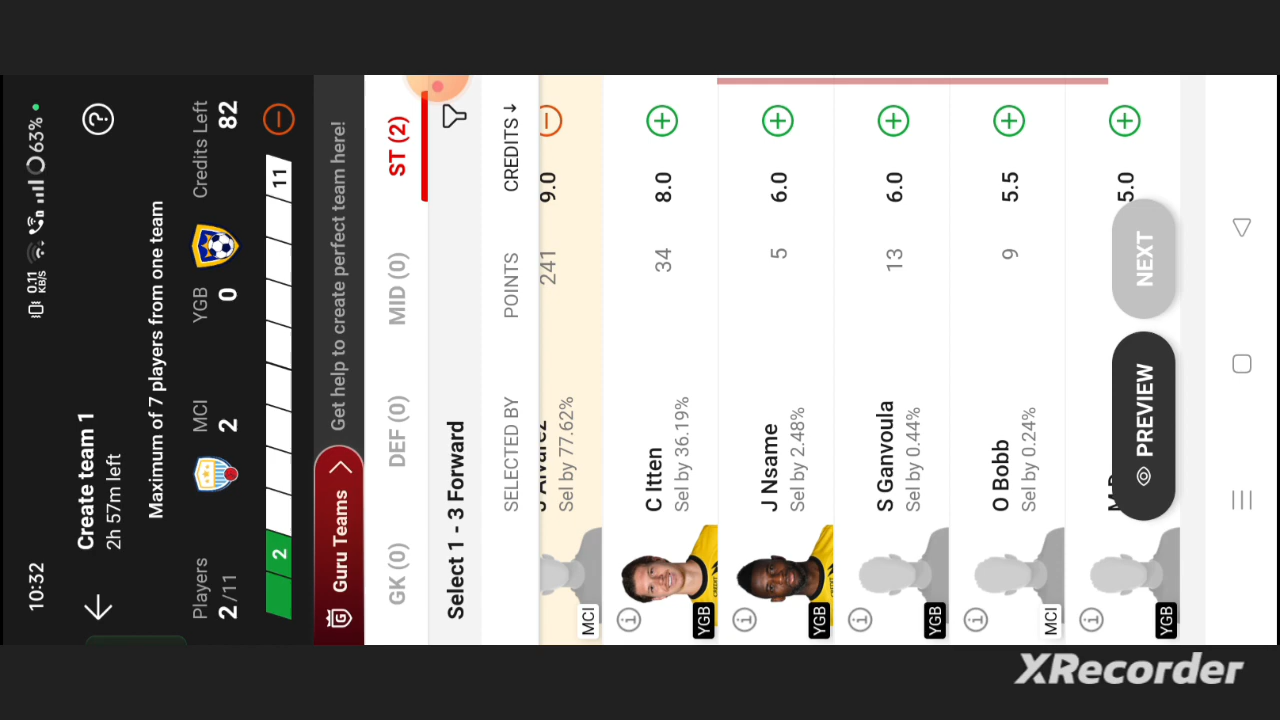 10:32
0.11 KB/S
63%
Create team 1
2h 57m left
Maximum of 7 players from one team
Players
2/11
MCI
2
YGB
0
Credits Left
82
2
11
Guru Teams
Get help to create perfect team here!
GK (0)
DEF (0)
MID (0)
ST (2)
Select 1 - 3 Forward
SELECTED BY
POINTS
CREDITS
J Alvarez
Sel by 77.62%
241
9.0
MCI
C Itten
Sel by 36.19%
34
8.0
YGB
J Nsame
Sel by 2.48%
5
6.0
YGB
S Ganvoula
Sel by 0.44%
13
6.0
YGB
O Bobb
Sel by 0.24%
9
5.5
MCI
5.0
YGB
PREVIEW
NEXT
XRecorder